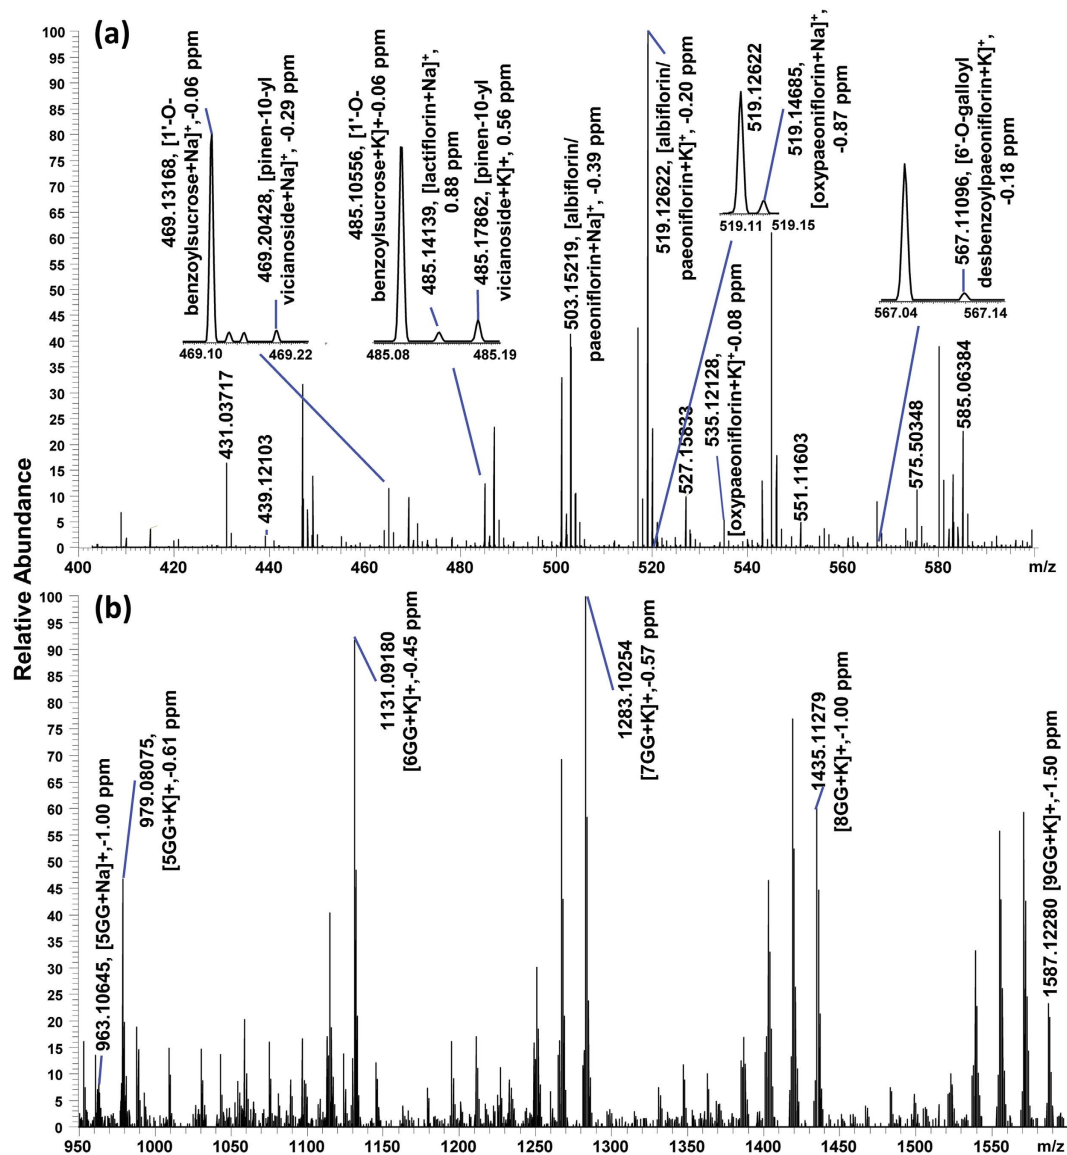 Relative Abundance
(a)
100
95
90
85
80
75
70
65
60
55
50
45
40
35
30
25
20
15
10
5
0
469.13168, [1'-O-
benzoylsucrose+Na]+,-0.06 ppm
469.20428, [pinen-10-yl
vicianoside+Na]+, -0.29 ppm
469.10
469.22
485.10556, [1'-O-
benzoylsucrose+K]+-0.06 ppm
485.14139, [lactiflorin+Na]+,
0.88 ppm
485.17862, [pinen-10-yl
vicianoside+K]+, 0.56 ppm
485.08
485.19
503.15219, [albiflorin/
paeoniflorin+Na]+, -0.39 ppm
519.12622, [albiflorin/
paeoniflorin+K]+, -0.20 ppm
519.12622
519.14685,
[oxypaeoniflorin+Na]+,
-0.87 ppm
519.11
519.15
567.11096, [6'-O-galloyl
desbenzoylpaeoniflorin+K]+,
-0.18 ppm
567.04
567.14
431.03717
439.12103
527.15833
535.12128,
[oxypaeoniflorin+K]+-0.08 ppm
551.11603
575.50348
585.06384
400
420
440
460
480
500
520
540
560
580
m/z
(b)
100
95
90
85
80
75
70
65
60
55
50
45
40
35
30
25
20
15
10
5
0
963.10645, [5GG+Na]+,-1.00 ppm
979.08075,
[5GG+K]+,-0.61 ppm
1131.09180
[6GG+K]+,-0.45 ppm
1283.10254
[7GG+K]+,-0.57 ppm
1435.11279
[8GG+K]+,-1.00 ppm
1587.12280 [9GG+K]+,-1.50 ppm
950
1000
1050
1100
1150
1200
1250
1300
1350
1400
1450
1500
1550
m/z